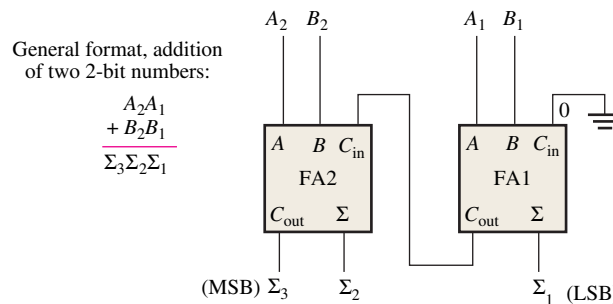 General format, addition
of two 2-bit numbers:
A₂A₁
+ B₂B₁
Σ₃Σ₂Σ₁
A₂ B₂ A₁ B₁
0
A B Cin A B Cin
FA2 FA1
Cout Σ Cout Σ
(MSB) Σ₃ Σ₂ Σ₁ (LSB